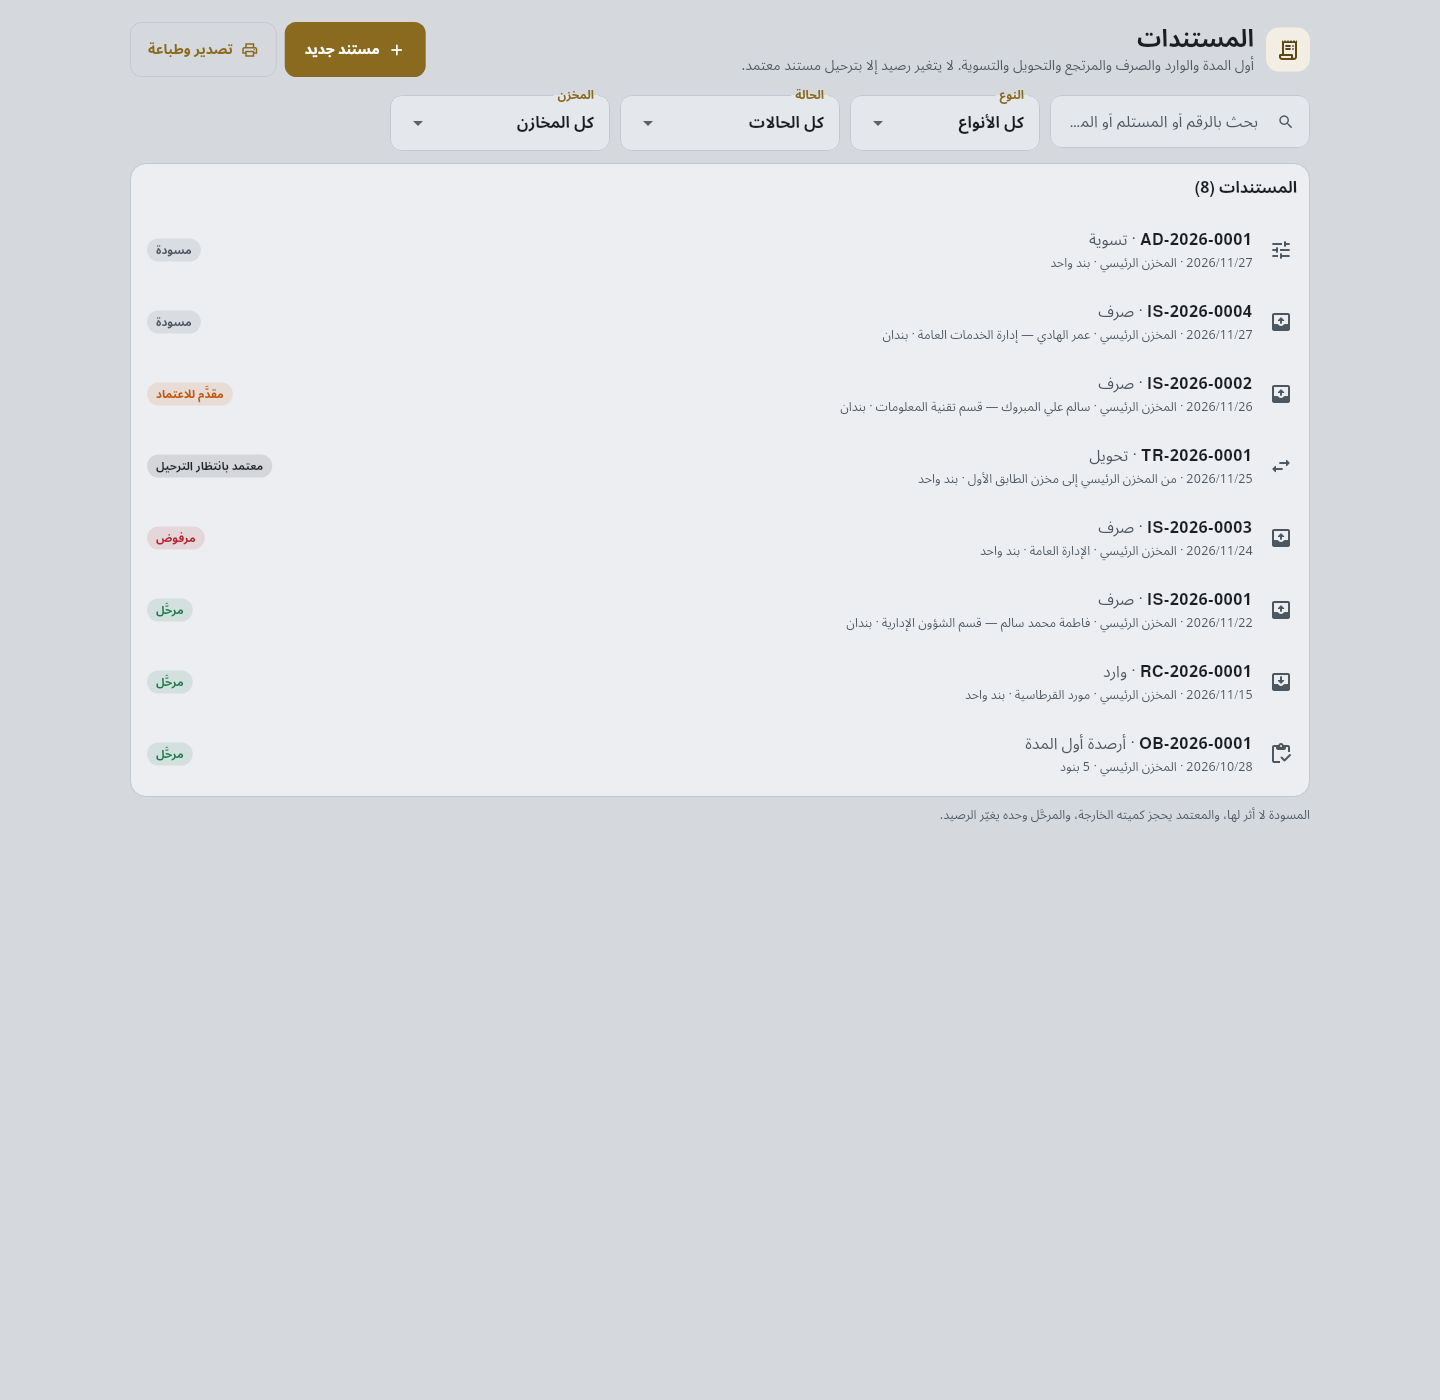 المستندات
أول المدة والوارد والصرف والمرتجع والتحويل والتسوية. لا يتغير رصيد إلا بترحيل مستند معتمد.
مستند جديد
تصدير وطباعة
بحث بالرقم أو المستلم أو الم...
النوع
كل الأنواع
الحالة
كل الحالات
المخزن
كل المخازن
المستندات (8)
AD-2026-0001 · تسوية
2026/11/27 · المخزن الرئيسي · بند واحد
مسودة
IS-2026-0004 · صرف
2026/11/27 · المخزن الرئيسي · عمر الهادي — إدارة الخدمات العامة · بندان
مسودة
IS-2026-0002 · صرف
2026/11/26 · المخزن الرئيسي · سالم علي المبروك — قسم تقنية المعلومات · بندان
مقدَّم للاعتماد
TR-2026-0001 · تحويل
2026/11/25 · من المخزن الرئيسي إلى مخزن الطابق الأول · بند واحد
معتمد بانتظار الترحيل
IS-2026-0003 · صرف
2026/11/24 · المخزن الرئيسي · الإدارة العامة · بند واحد
مرفوض
IS-2026-0001 · صرف
2026/11/22 · المخزن الرئيسي · فاطمة محمد سالم — قسم الشؤون الإدارية · بندان
مرحَّل
RC-2026-0001 · وارد
2026/11/15 · المخزن الرئيسي · مورد القرطاسية · بند واحد
مرحَّل
OB-2026-0001 · أرصدة أول المدة
2026/10/28 · المخزن الرئيسي · 5 بنود
مرحَّل
المسودة لا أثر لها، والمعتمد يحجز كميته الخارجة، والمرحَّل وحده يغيّر الرصيد.